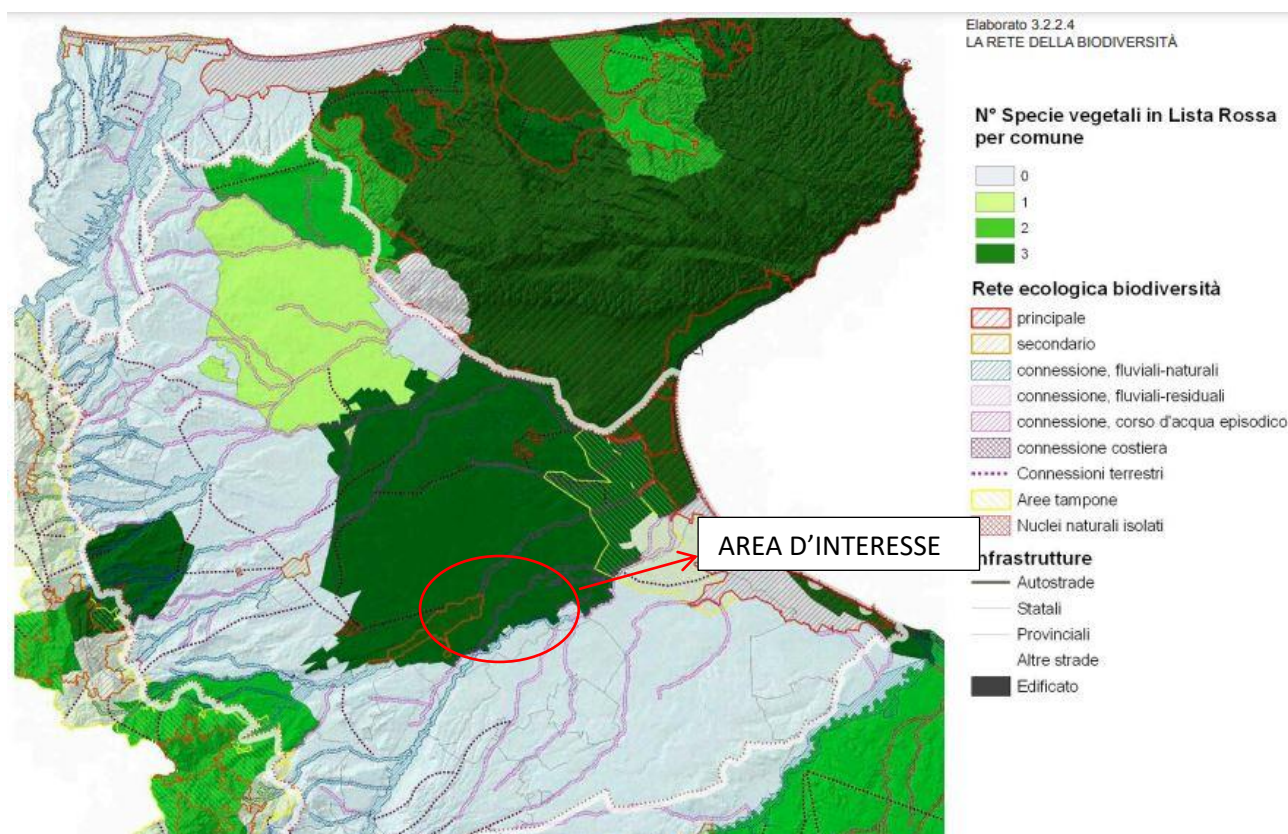 Elaborato 3.2.2.4
LA RETE DELLA BIODIVERSITÀ
N° Specie vegetali in Lista Rossa
per comune
0
1
2
3
Rete ecologica biodiversità
principale
secondario
connessione, fluviali-naturali
connessione, fluviali-residuali
connessione, corso d'acqua episodico
connessione costiera
Connessioni terrestri
Aree tampone
Nuclei naturali isolati
AREA D’INTERESSE
nfrastrutture
Autostrade
Statali
Provinciali
Altre strade
Edificato